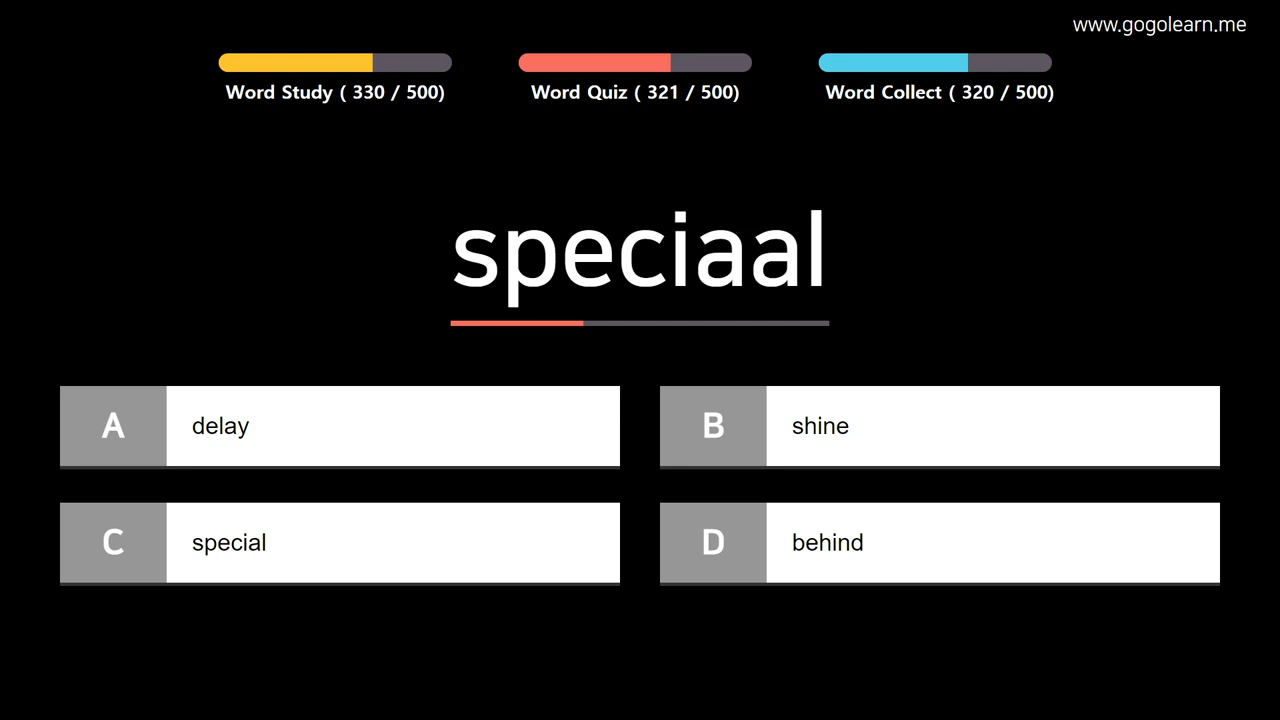 www.gogolearn.me
Word Study ( 330 / 500)
Word Quiz ( 321 / 500)
Word Collect ( 320 / 500)
speciaal
A delay
B shine
C special
D behind